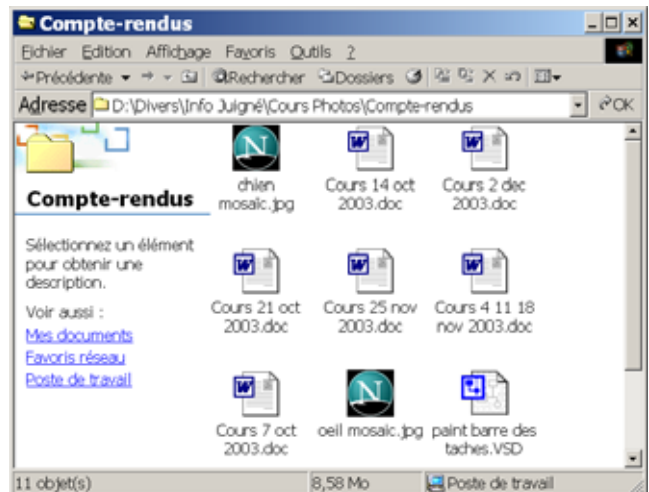 Compte-rendus
Fichier Edition Affichage Favoris Outils ?
Précédente Rechercher Dossiers
Adresse D:\Divers\Info Juigné\Cours Photos\Compte-rendus OK
Compte-rendus
Sélectionnez un élément
pour obtenir une
description.
Voir aussi :
Mes documents
Favoris réseau
Poste de travail
chien
mosaic.jpg
Cours 14 oct
2003.doc
Cours 2 dec
2003.doc
Cours 21 oct
2003.doc
Cours 25 nov
2003.doc
Cours 4 11 18
nov 2003.doc
Cours 7 oct
2003.doc
oeil mosaic.jpg
paint barre des
taches.VSD
11 objet(s) 8,58 Mo Poste de travail